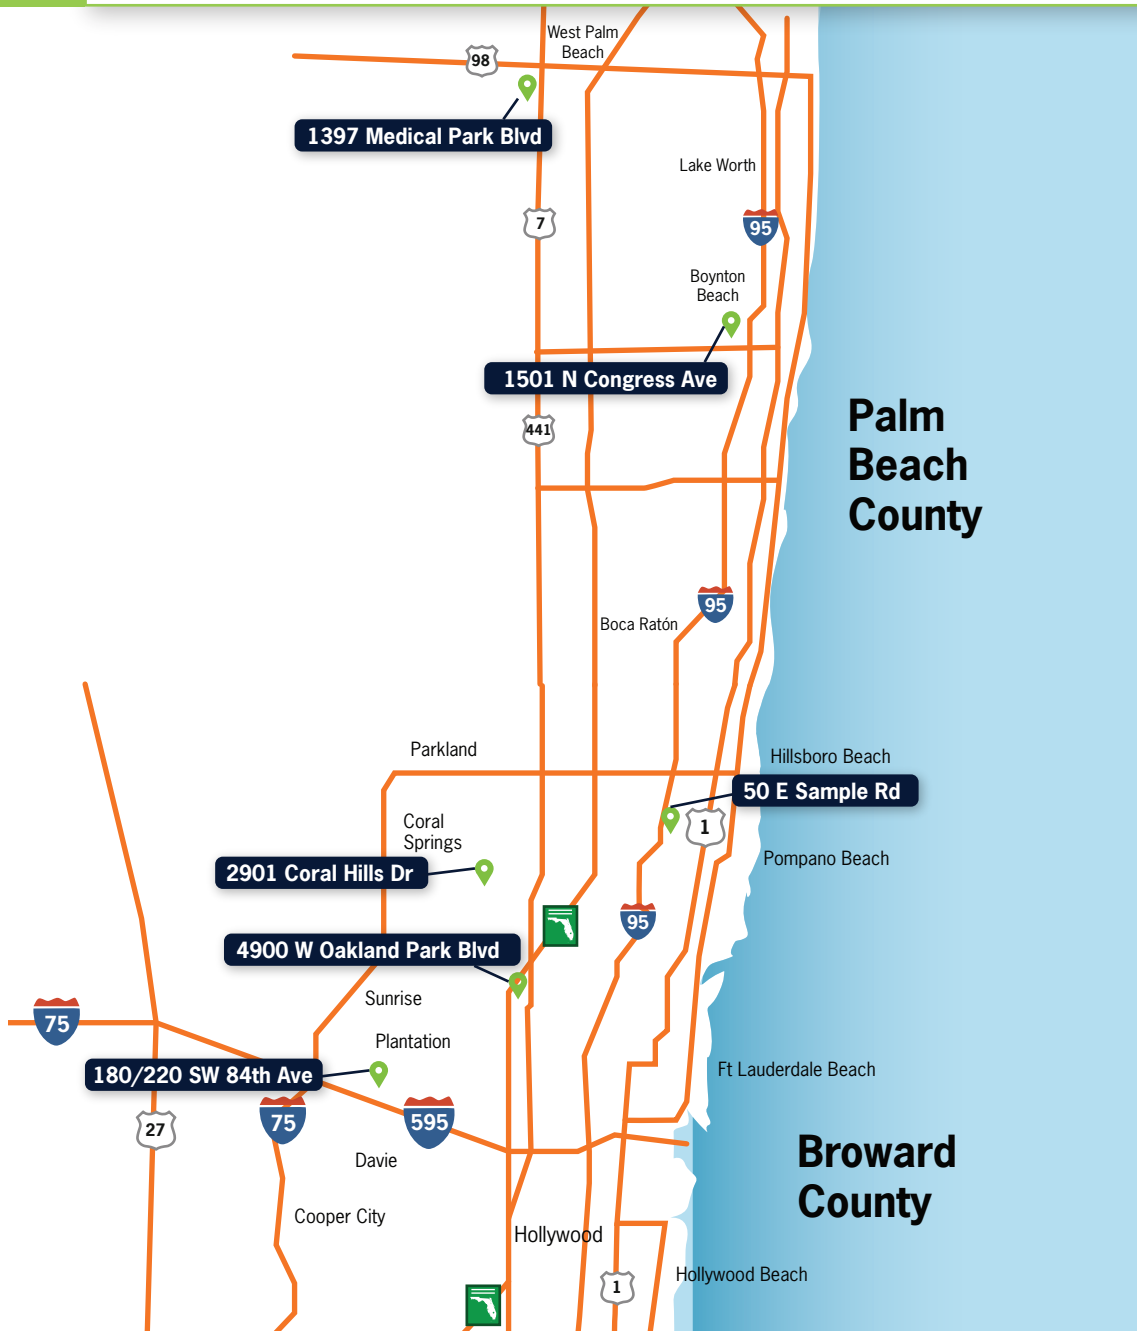 West Palm
Beach
98
1397 Medical Park Blvd
Lake Worth
7
95
Boynton
Beach
1501 N Congress Ave
441
Palm
Beach
County
95
Boca Ratón
Parkland
Hillsboro Beach
50 E Sample Rd
Coral
Springs
1
Pompano Beach
2901 Coral Hills Dr
95
4900 W Oakland Park Blvd
Sunrise
75
Plantation
Ft Lauderdale Beach
180/220 SW 84th Ave
27
75
595
Davie
Broward
County
Cooper City
Hollywood
Hollywood Beach
1